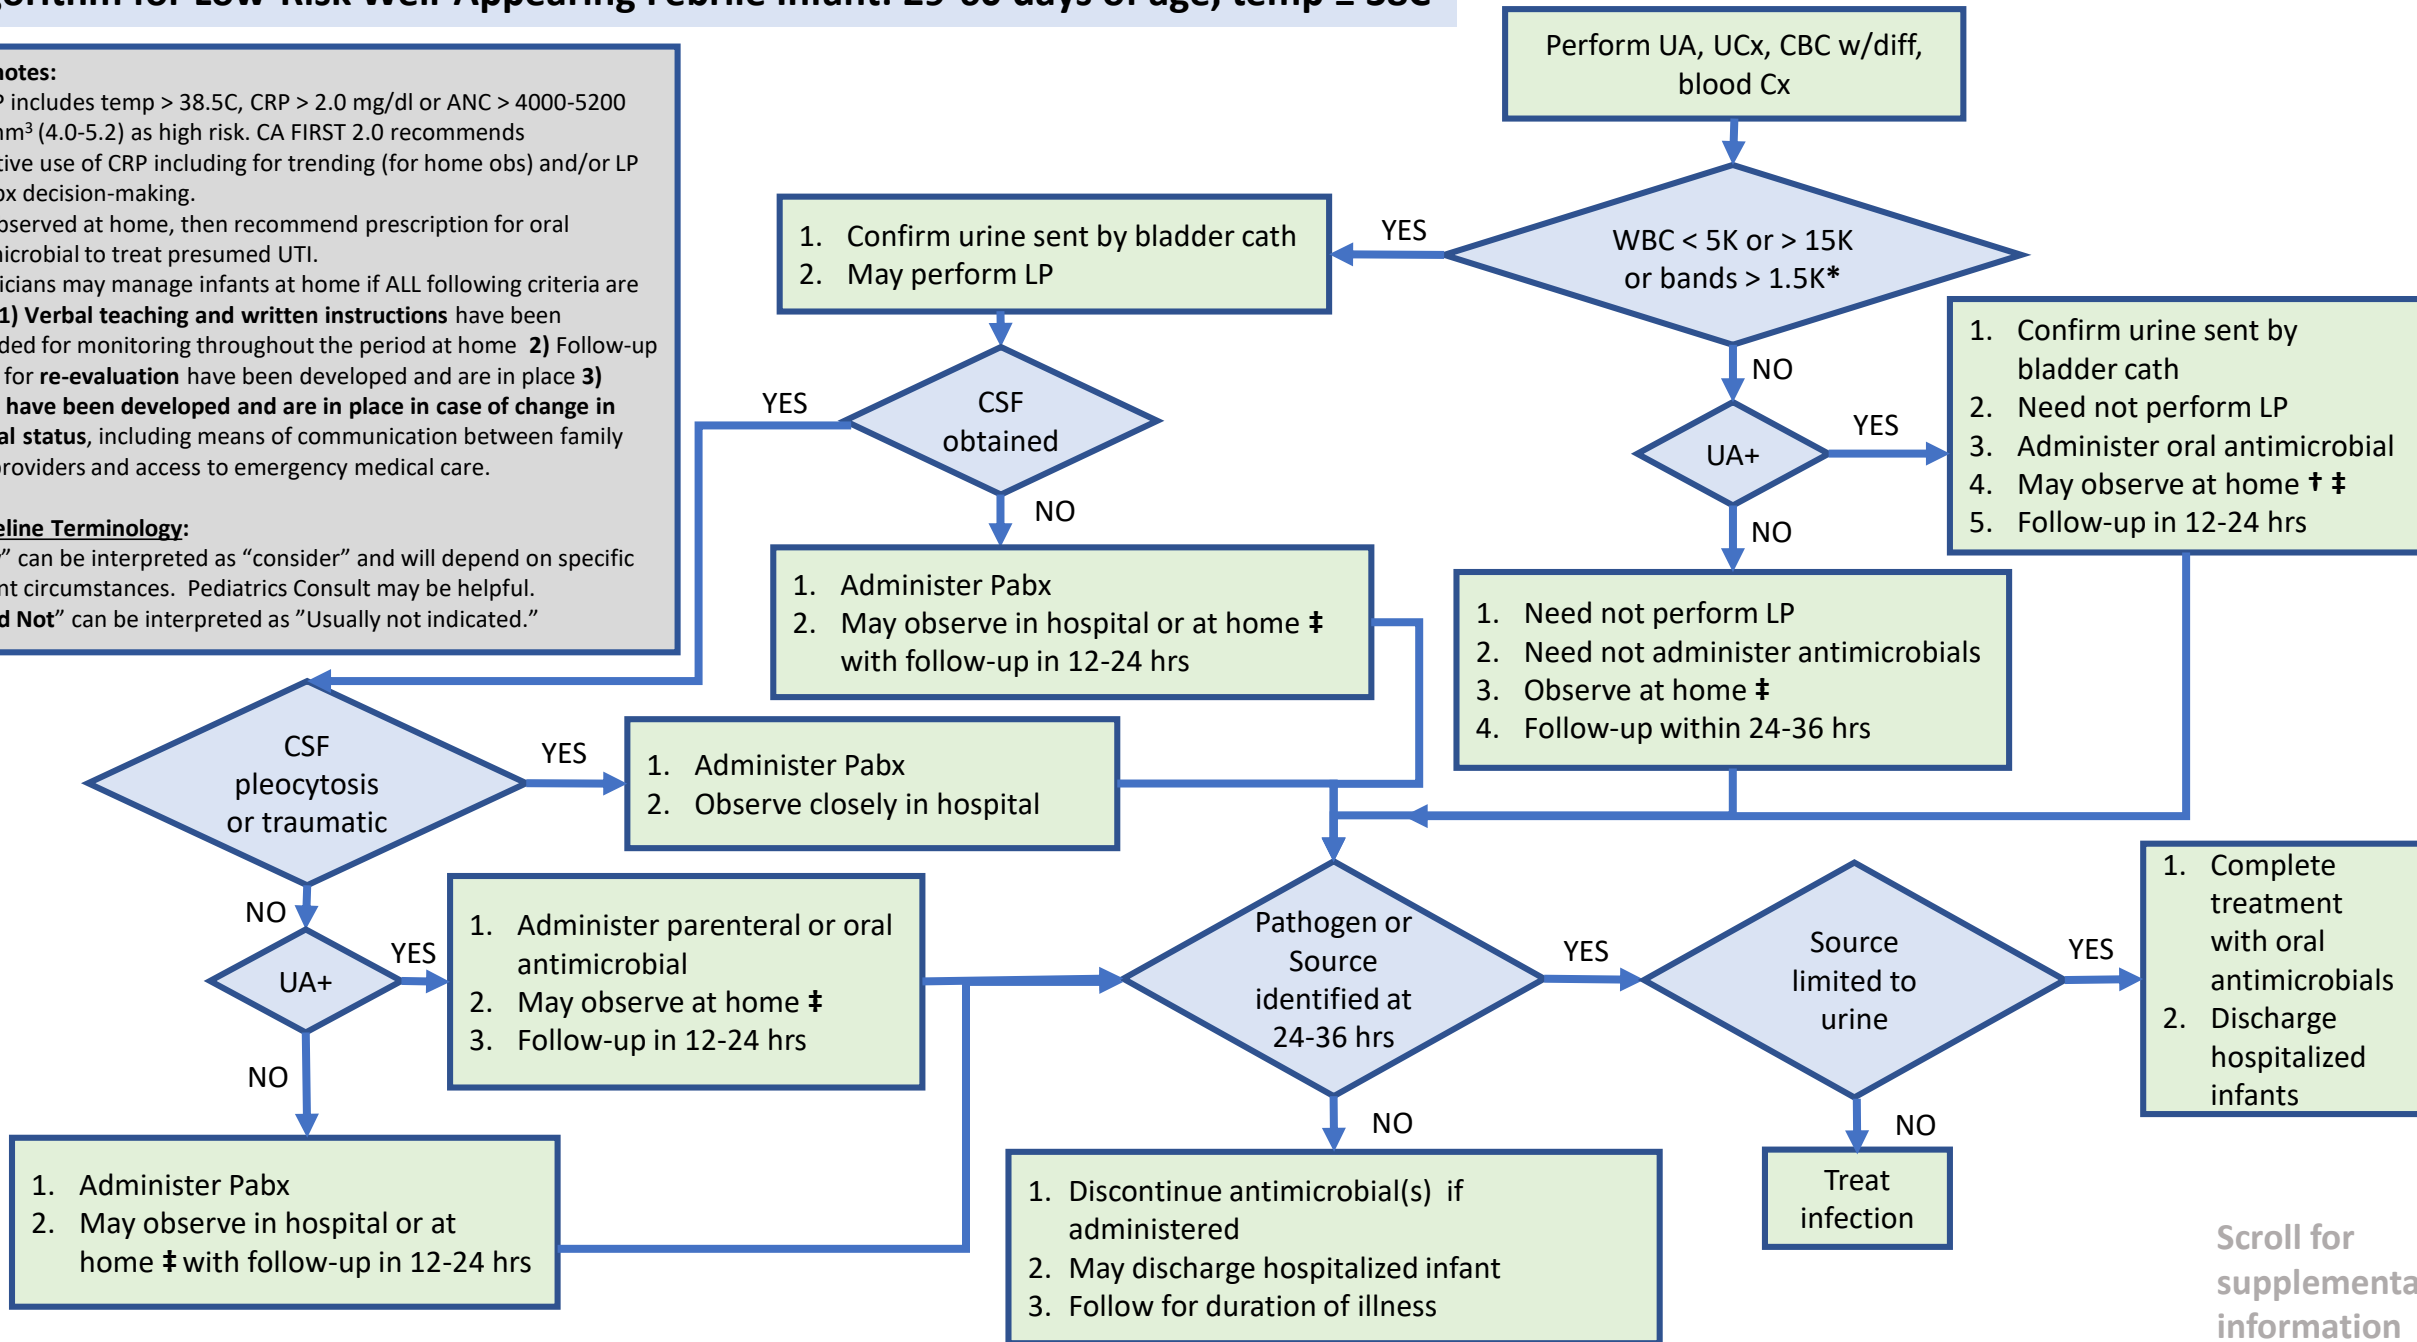 Algorithm for Low-Risk Well-Appearing Febrile Infant: 29-60 days of age, temp ≥ 38C
notes:
includes temp > 38.5C, CRP > 2.0 mg/dl or ANC > 4000-5200
(4.0-5.2) as high risk. CA FIRST 2.0 recommends
use of CRP including for trending (for home obs) and/or LP
decision-making.
observed at home, then recommend prescription for oral
to treat presumed UTI.
may manage infants at home if ALL following criteria are
1) Verbal teaching and written instructions have been
for monitoring throughout the period at home 2) Follow-up
for re-evaluation have been developed and are in place 3)
have been developed and are in place in case of change in
status, including means of communication between family
providers and access to emergency medical care.
Terminology:
can be interpreted as “consider” and will depend on specific
circumstances. Pediatrics Consult may be helpful.
Not” can be interpreted as ”Usually not indicated.”
Perform UA, UCx, CBC w/diff,
blood Cx
WBC < 5K or > 15K
or bands > 1.5K*
YES
1. Confirm urine sent by bladder cath
2. May perform LP
NO
UA+
YES
1. Confirm urine sent by
bladder cath
2. Need not perform LP
3. Administer oral antimicrobial
4. May observe at home † ‡
5. Follow-up in 12-24 hrs
NO
1. Need not perform LP
2. Need not administer antimicrobials
3. Observe at home ‡
4. Follow-up within 24-36 hrs
CSF
obtained
YES
NO
1. Administer Pabx
2. May observe in hospital or at home ‡
with follow-up in 12-24 hrs
CSF
pleocytosis
or traumatic
YES
1. Administer Pabx
2. Observe closely in hospital
NO
UA+
YES
1. Administer parenteral or oral
antimicrobial
2. May observe at home ‡
3. Follow-up in 12-24 hrs
NO
1. Administer Pabx
2. May observe in hospital or at
home ‡ with follow-up in 12-24 hrs
Pathogen or
Source
identified at
24-36 hrs
YES
Source
limited to
urine
YES
1. Complete
treatment
with oral
antimicrobials
2. Discharge
hospitalized
infants
NO
1. Discontinue antimicrobial(s) if
administered
2. May discharge hospitalized infant
3. Follow for duration of illness
NO
Treat
infection
Scroll for
information